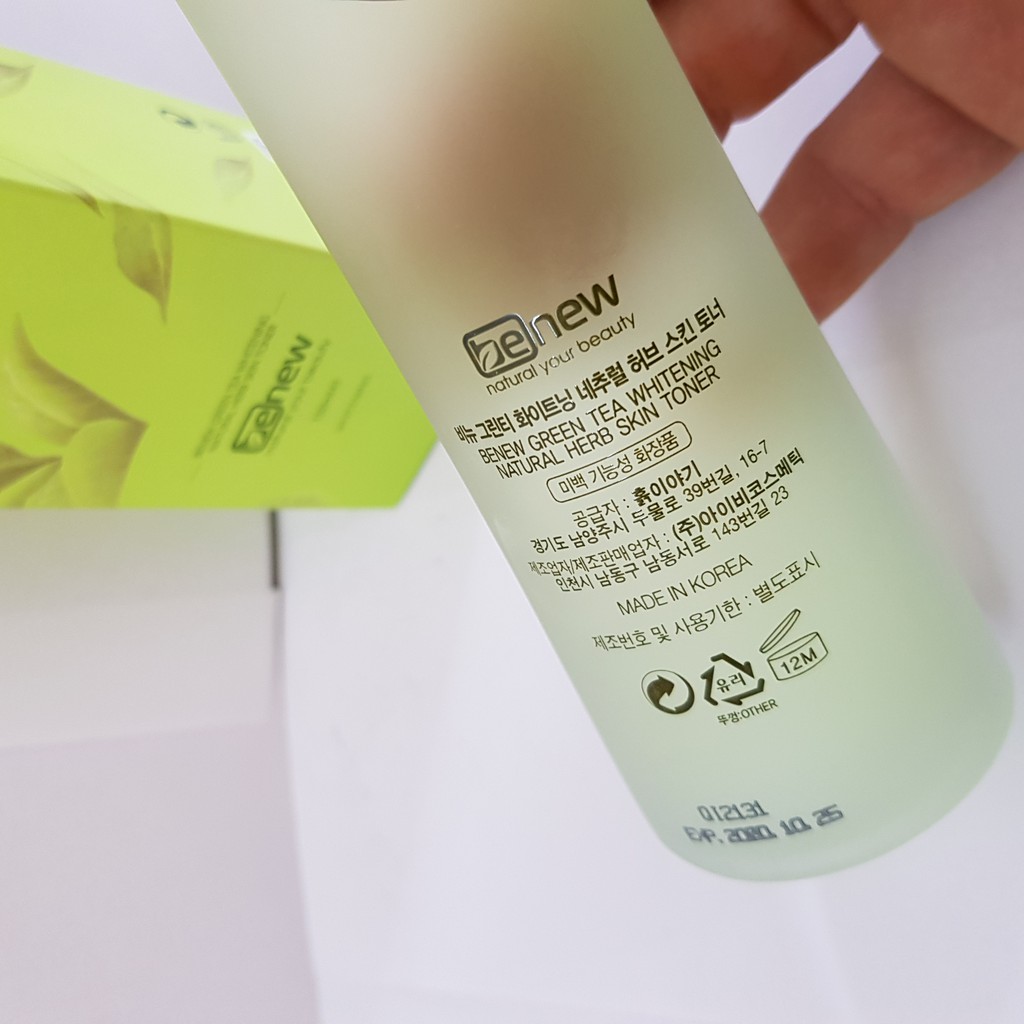 benew
natural your beauty
비뉴 그린티 화이트닝 네추럴 허브 스킨 토너
BENEW GREEN TEA WHITENING
NATURAL HERB SKIN TONER
미백 기능성 화장품
공급자 : 흙이야기
경기도 남양주시 두물로 39번길, 16-7
제조업자/제조판매업자 : (주)아이비코스메틱
인천시 남동구 남동서로 143번길 23
MADE IN KOREA
제조번호 및 사용기한 : 별도표시
유리
12M
뚜껑:OTHER
012131
EXP. 2020. 10. 25
benew